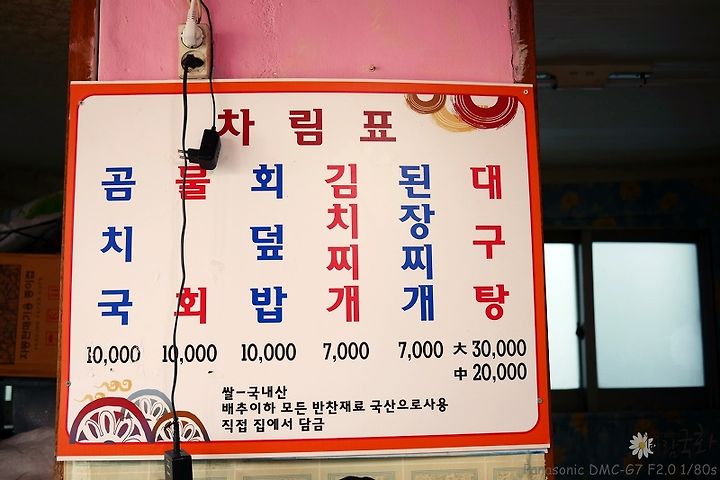 차림표
곰치국
물회
회덮밥
김치찌개
된장찌개
대구탕
10,000
10,000
10,000
7,000
7,000
大 30,000
中 20,000
쌀-국내산
배추이하 모든 반찬재료 국산으로사용
직접 집에서 담금
Panasonic DMC-G7 F2.0 1/80s